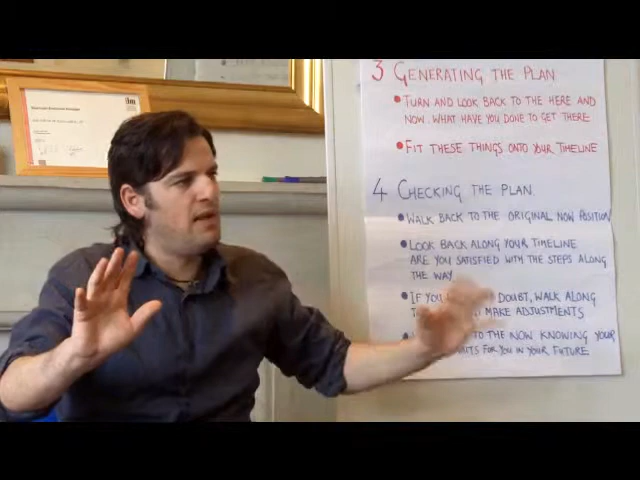 3 GENERATING THE PLAN
• TURN AND LOOK BACK TO THE HERE AND
NOW. WHAT HAVE YOU DONE TO GET THERE
• FIT THESE THINGS ONTO YOUR TIMELINE
4 CHECKING THE PLAN
• WALK BACK TO THE ORIGINAL NOW POSITION
• LOOK BACK ALONG YOUR TIMELINE
ARE YOU SATISFIED WITH THE STEPS ALONG
THE WAY
• IF YOU DOUBT, WALK ALONG
MAKE ADJUSTMENTS
TO THE NOW KNOWING YOUR
FOR YOU IN YOUR FUTURE